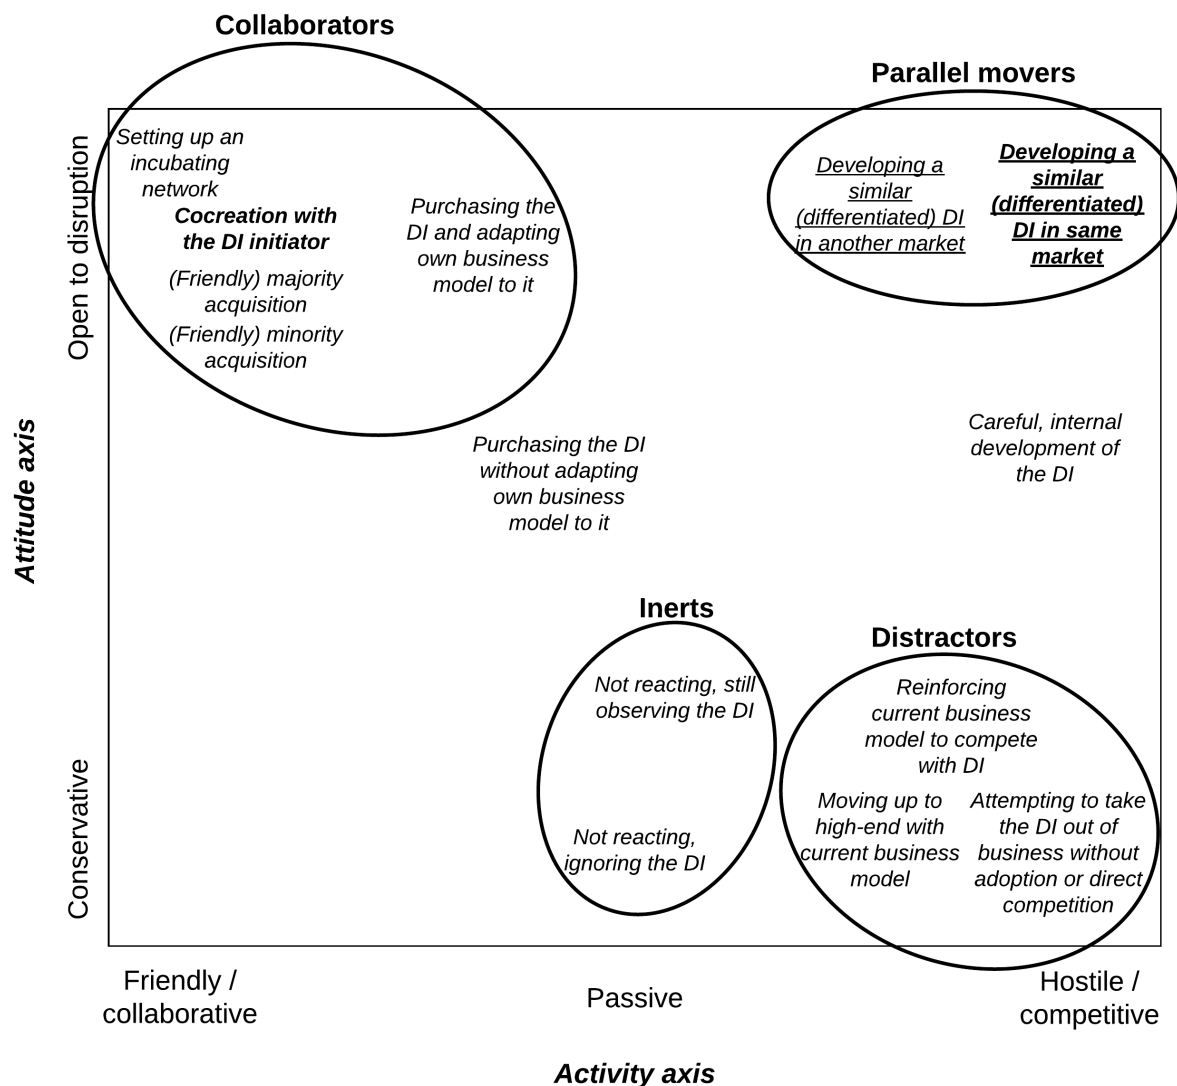 Collaborators
Parallel movers
Setting up an
incubating
network
Cocreation with
the DI initiator
(Friendly) majority
acquisition
(Friendly) minority
acquisition
Purchasing the
DI and adapting
own business
model to it
Developing a
similar
(differentiated) DI
in another market
Developing a
similar
(differentiated)
DI in same
market
Open to disruption
Careful, internal
development of
the DI
Purchasing the DI
without adapting
own business
model to it
Attitude axis
Inerts
Not reacting, still
observing the DI
Not reacting,
ignoring the DI
Distractors
Reinforcing
current business
model to compete
with DI
Moving up to
high-end with
current business
model
Attempting to take
the DI out of
business without
adoption or direct
competition
Conservative
Friendly /
collaborative
Passive
Hostile /
competitive
Activity axis